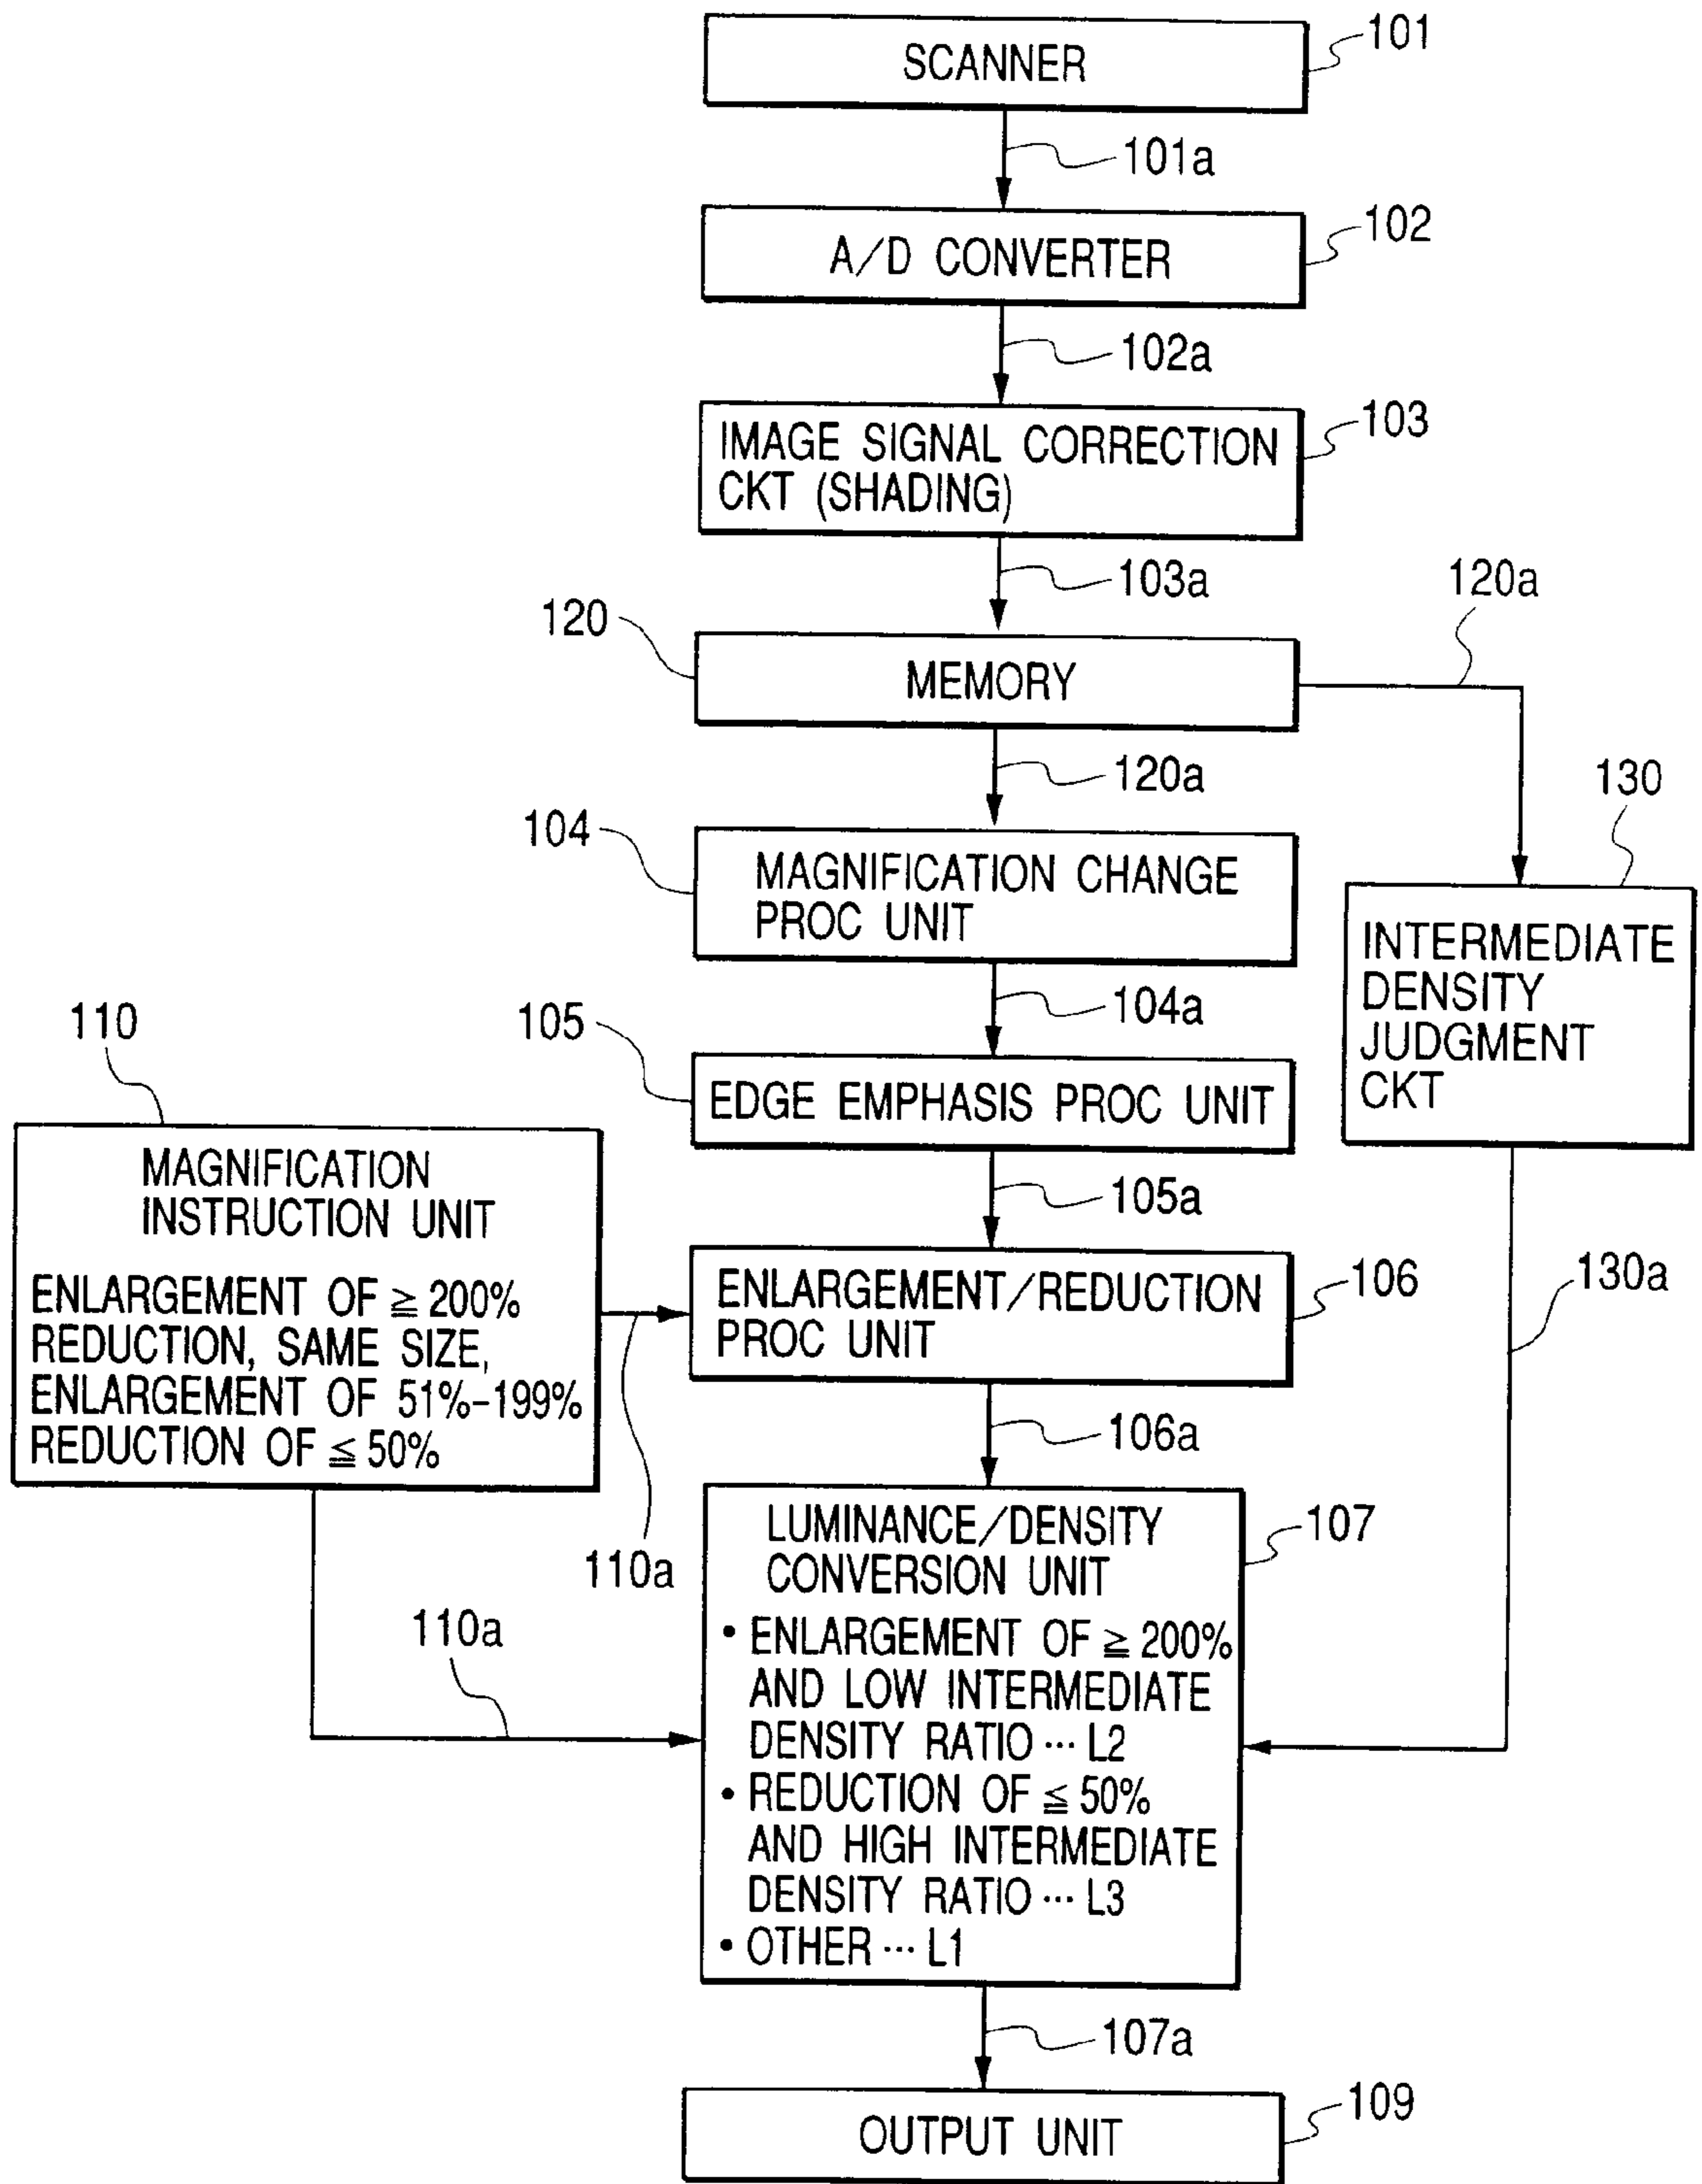 SCANNER
101
101a
A/D CONVERTER
102
102a
IMAGE SIGNAL CORRECTION
CKT (SHADING)
103
103a
120a
120
MEMORY
120a
130
104
MAGNIFICATION CHANGE
PROC UNIT
INTERMEDIATE
DENSITY
JUDGMENT
CKT
104a
110
105
EDGE EMPHASIS PROC UNIT
105a
MAGNIFICATION
INSTRUCTION UNIT
ENLARGEMENT OF ≧ 200%
REDUCTION, SAME SIZE,
ENLARGEMENT OF 51%-199%
REDUCTION OF ≦ 50%
ENLARGEMENT/REDUCTION
PROC UNIT
106
130a
106a
110a
110a
LUMINANCE/DENSITY
CONVERSION UNIT
107
• ENLARGEMENT OF ≧ 200%
AND LOW INTERMEDIATE
DENSITY RATIO ··· L2
• REDUCTION OF ≦ 50%
AND HIGH INTERMEDIATE
DENSITY RATIO ··· L3
• OTHER ··· L1
107a
OUTPUT UNIT
109